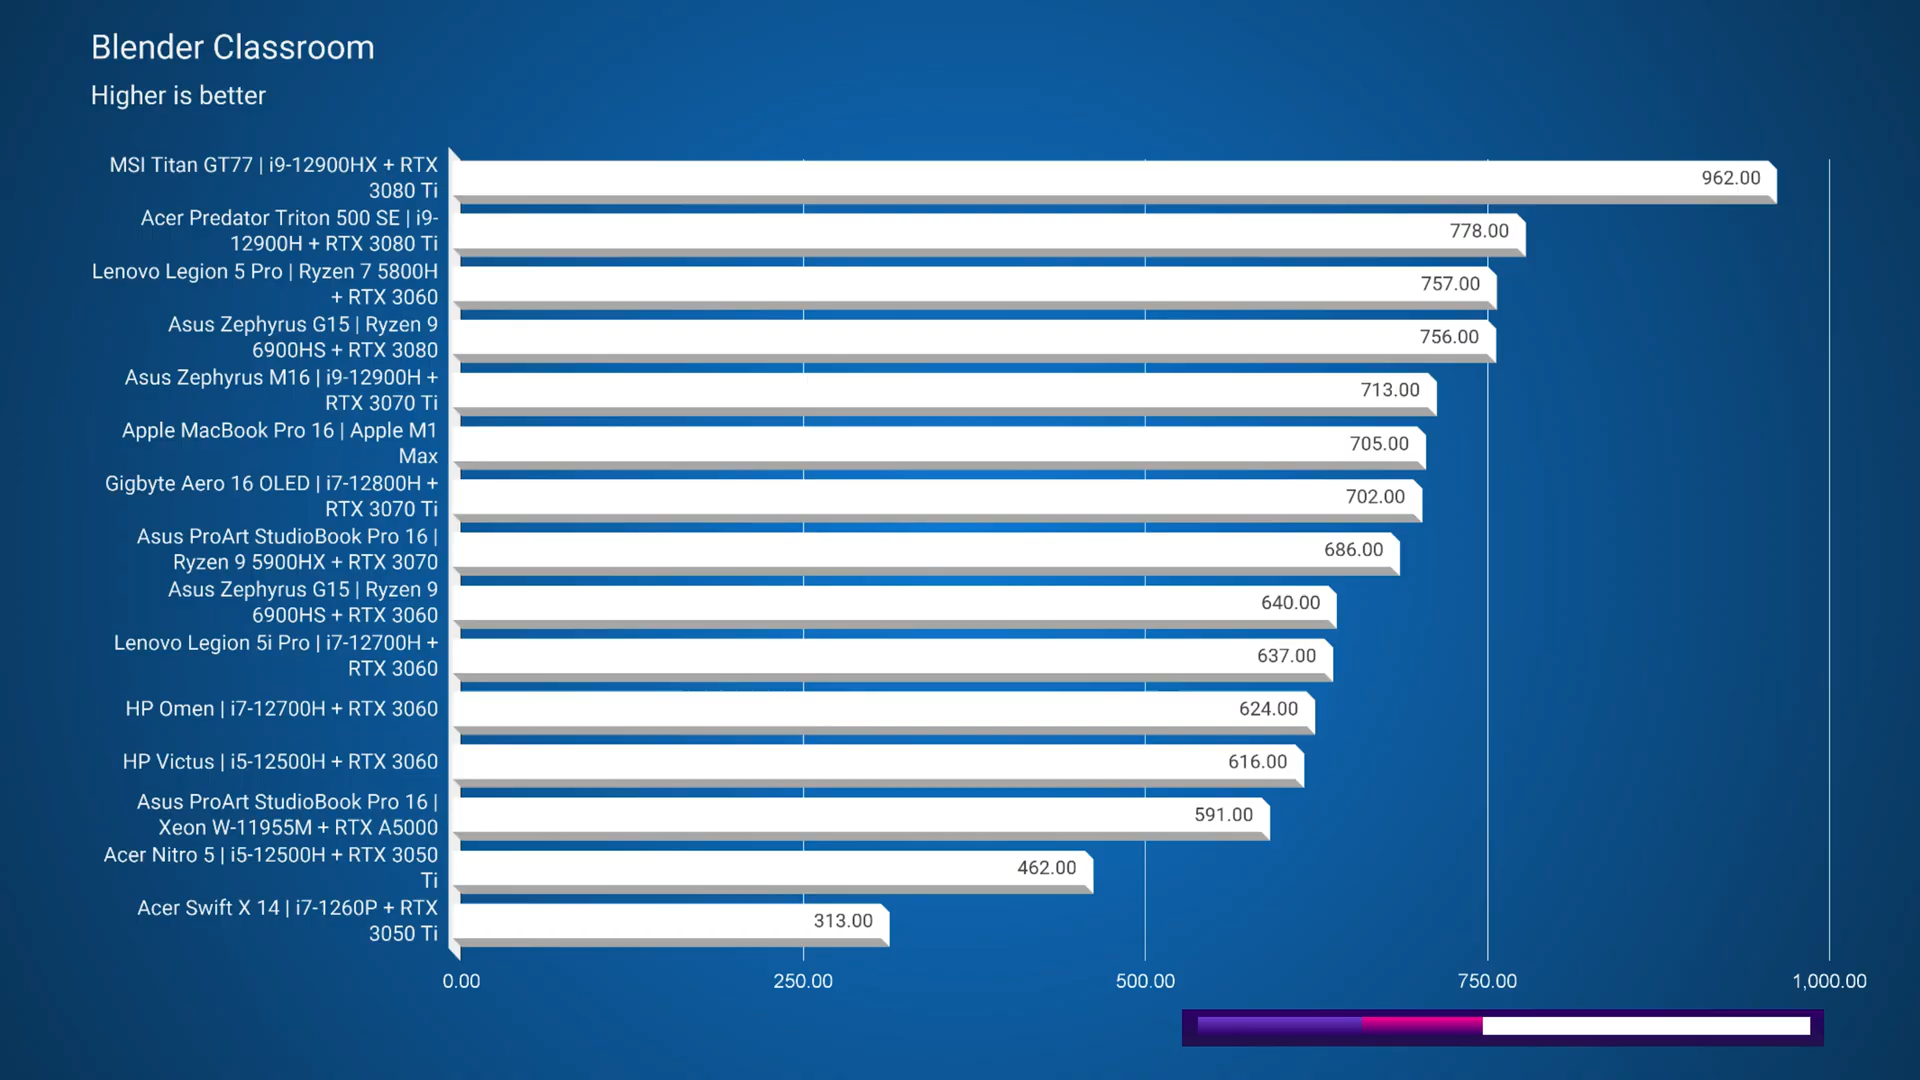 Blender Classroom
Higher is better
MSI Titan GT77 | i9-12900HX + RTX
3080 Ti
962.00
Acer Predator Triton 500 SE | i9-
12900H + RTX 3080 Ti
778.00
Lenovo Legion 5 Pro | Ryzen 7 5800H
+ RTX 3060
757.00
Asus Zephyrus G15 | Ryzen 9
6900HS + RTX 3080
756.00
Asus Zephyrus M16 | i9-12900H +
RTX 3070 Ti
713.00
Apple MacBook Pro 16 | Apple M1
Max
705.00
Gigbyte Aero 16 OLED | i7-12800H +
RTX 3070 Ti
702.00
Asus ProArt StudioBook Pro 16 |
Ryzen 9 5900HX + RTX 3070
686.00
Asus Zephyrus G15 | Ryzen 9
6900HS + RTX 3060
640.00
Lenovo Legion 5i Pro | i7-12700H +
RTX 3060
637.00
HP Omen | i7-12700H + RTX 3060
624.00
HP Victus | i5-12500H + RTX 3060
616.00
Asus ProArt StudioBook Pro 16 |
Xeon W-11955M + RTX A5000
591.00
Acer Nitro 5 | i5-12500H + RTX 3050
Ti
462.00
Acer Swift X 14 | i7-1260P + RTX
3050 Ti
313.00
0.00
250.00
500.00
750.00
1,000.00